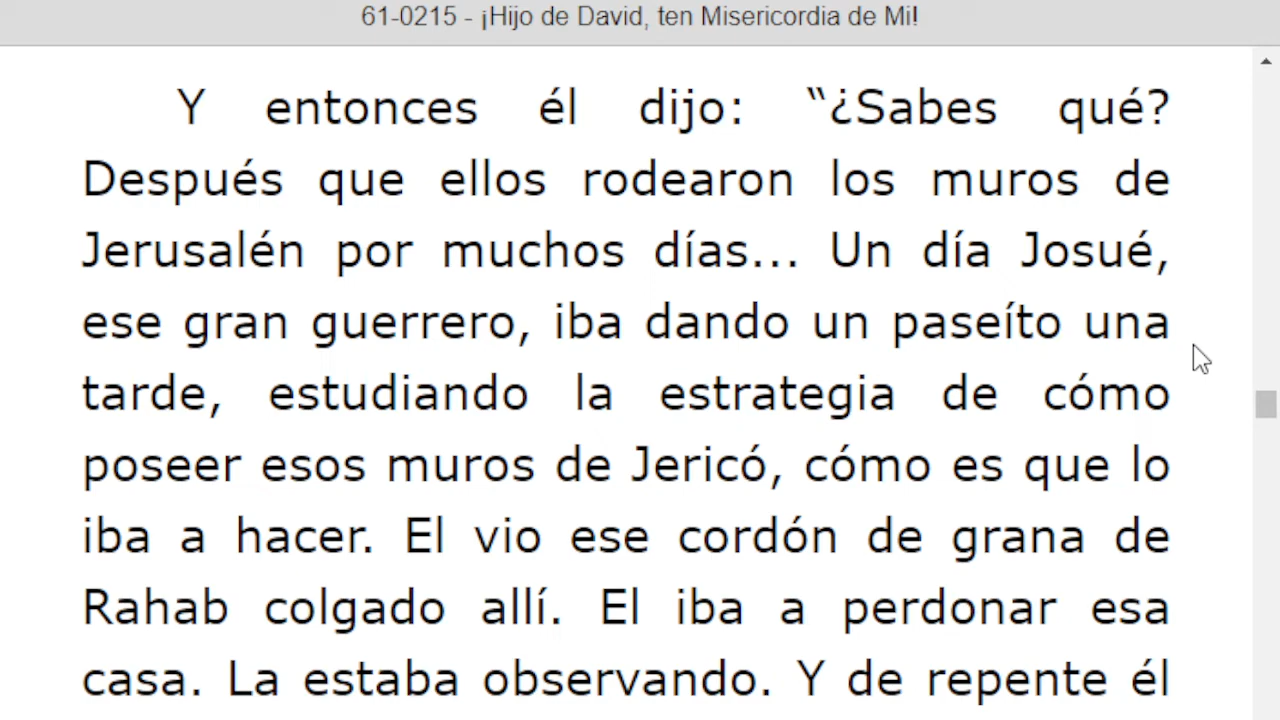 61-0215 - ¡Hijo de David, ten Misericordia de Mi!
Y entonces él dijo: “¿Sabes qué?
Después que ellos rodearon los muros de
Jerusalén por muchos días... Un día Josué,
ese gran guerrero, iba dando un paseíto una
tarde, estudiando la estrategia de cómo
poseer esos muros de Jericó, cómo es que lo
iba a hacer. El vio ese cordón de grana de
Rahab colgado allí. El iba a perdonar esa
casa. La estaba observando. Y de repente él